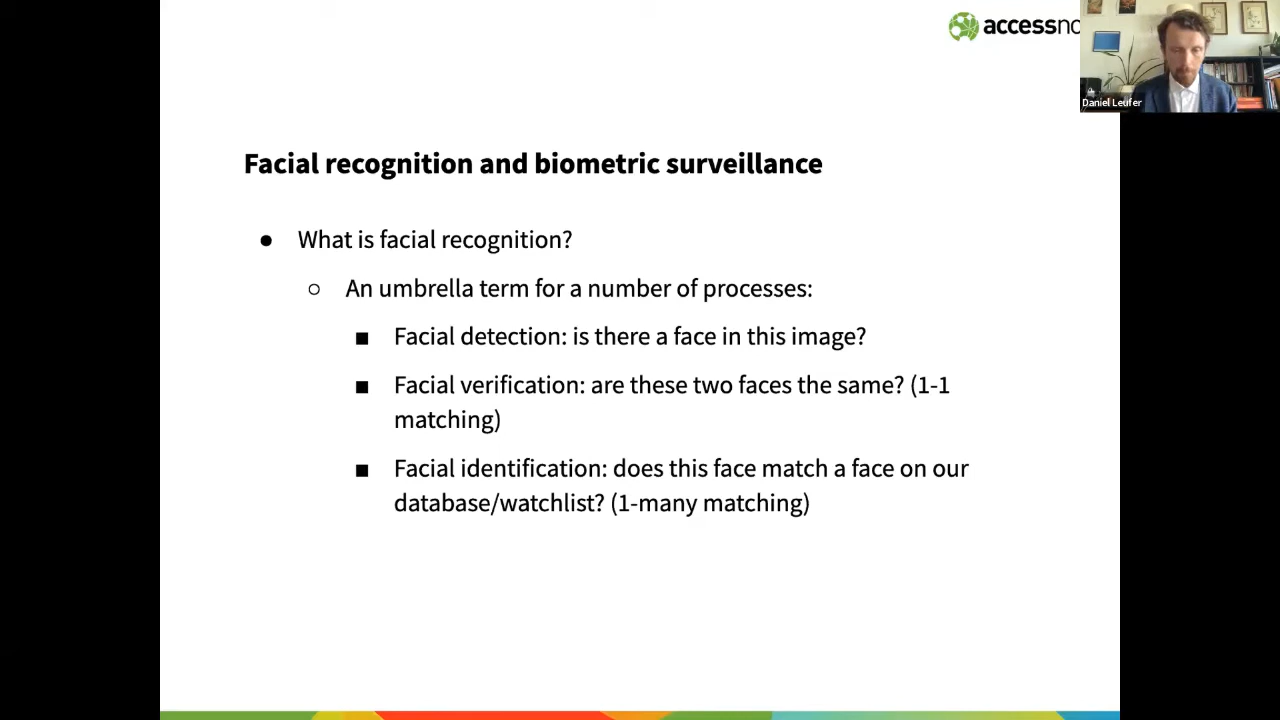 accessno
Daniel Leufer
Facial recognition and biometric surveillance
● What is facial recognition?
○ An umbrella term for a number of processes:
■ Facial detection: is there a face in this image?
■ Facial verification: are these two faces the same? (1-1
matching)
■ Facial identification: does this face match a face on our
database/watchlist? (1-many matching)